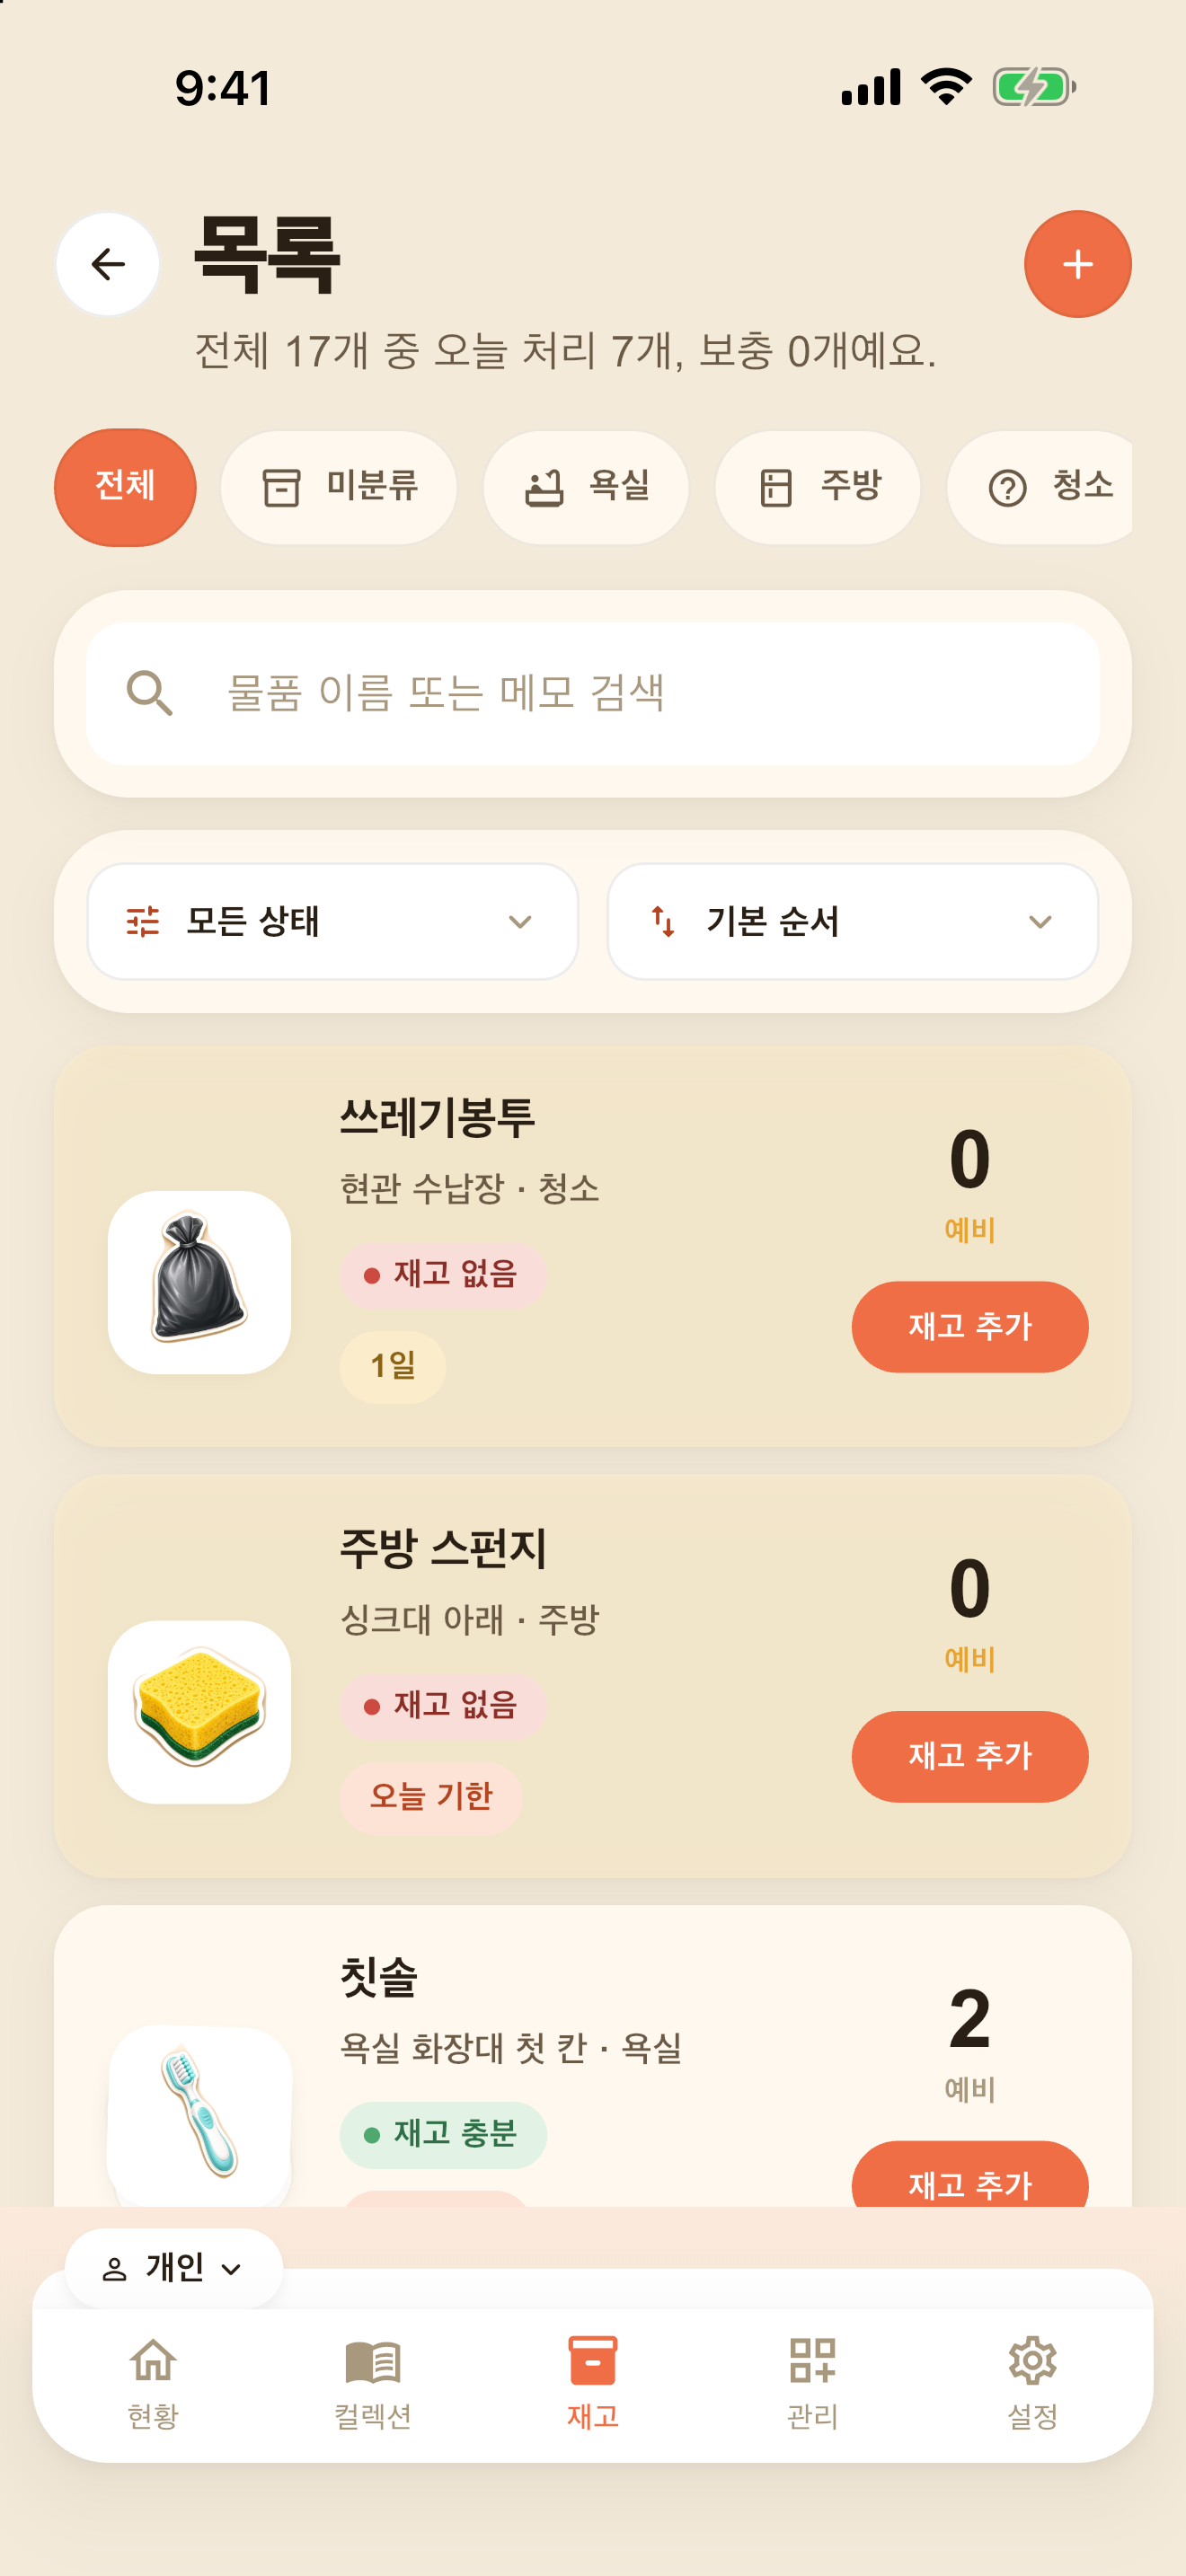 9:41
목록
전체 17개 중 오늘 처리 7개, 보충 0개예요.
전체
미분류
욕실
주방
청소
물품 이름 또는 메모 검색
모든 상태
기본 순서
쓰레기봉투
현관 수납장 · 청소
재고 없음
1일
0
예비
재고 추가
주방 스펀지
싱크대 아래 · 주방
재고 없음
오늘 기한
0
예비
재고 추가
칫솔
욕실 화장대 첫 칸 · 욕실
재고 충분
2
예비
재고 추가
개인
현황
컬렉션
재고
관리
설정